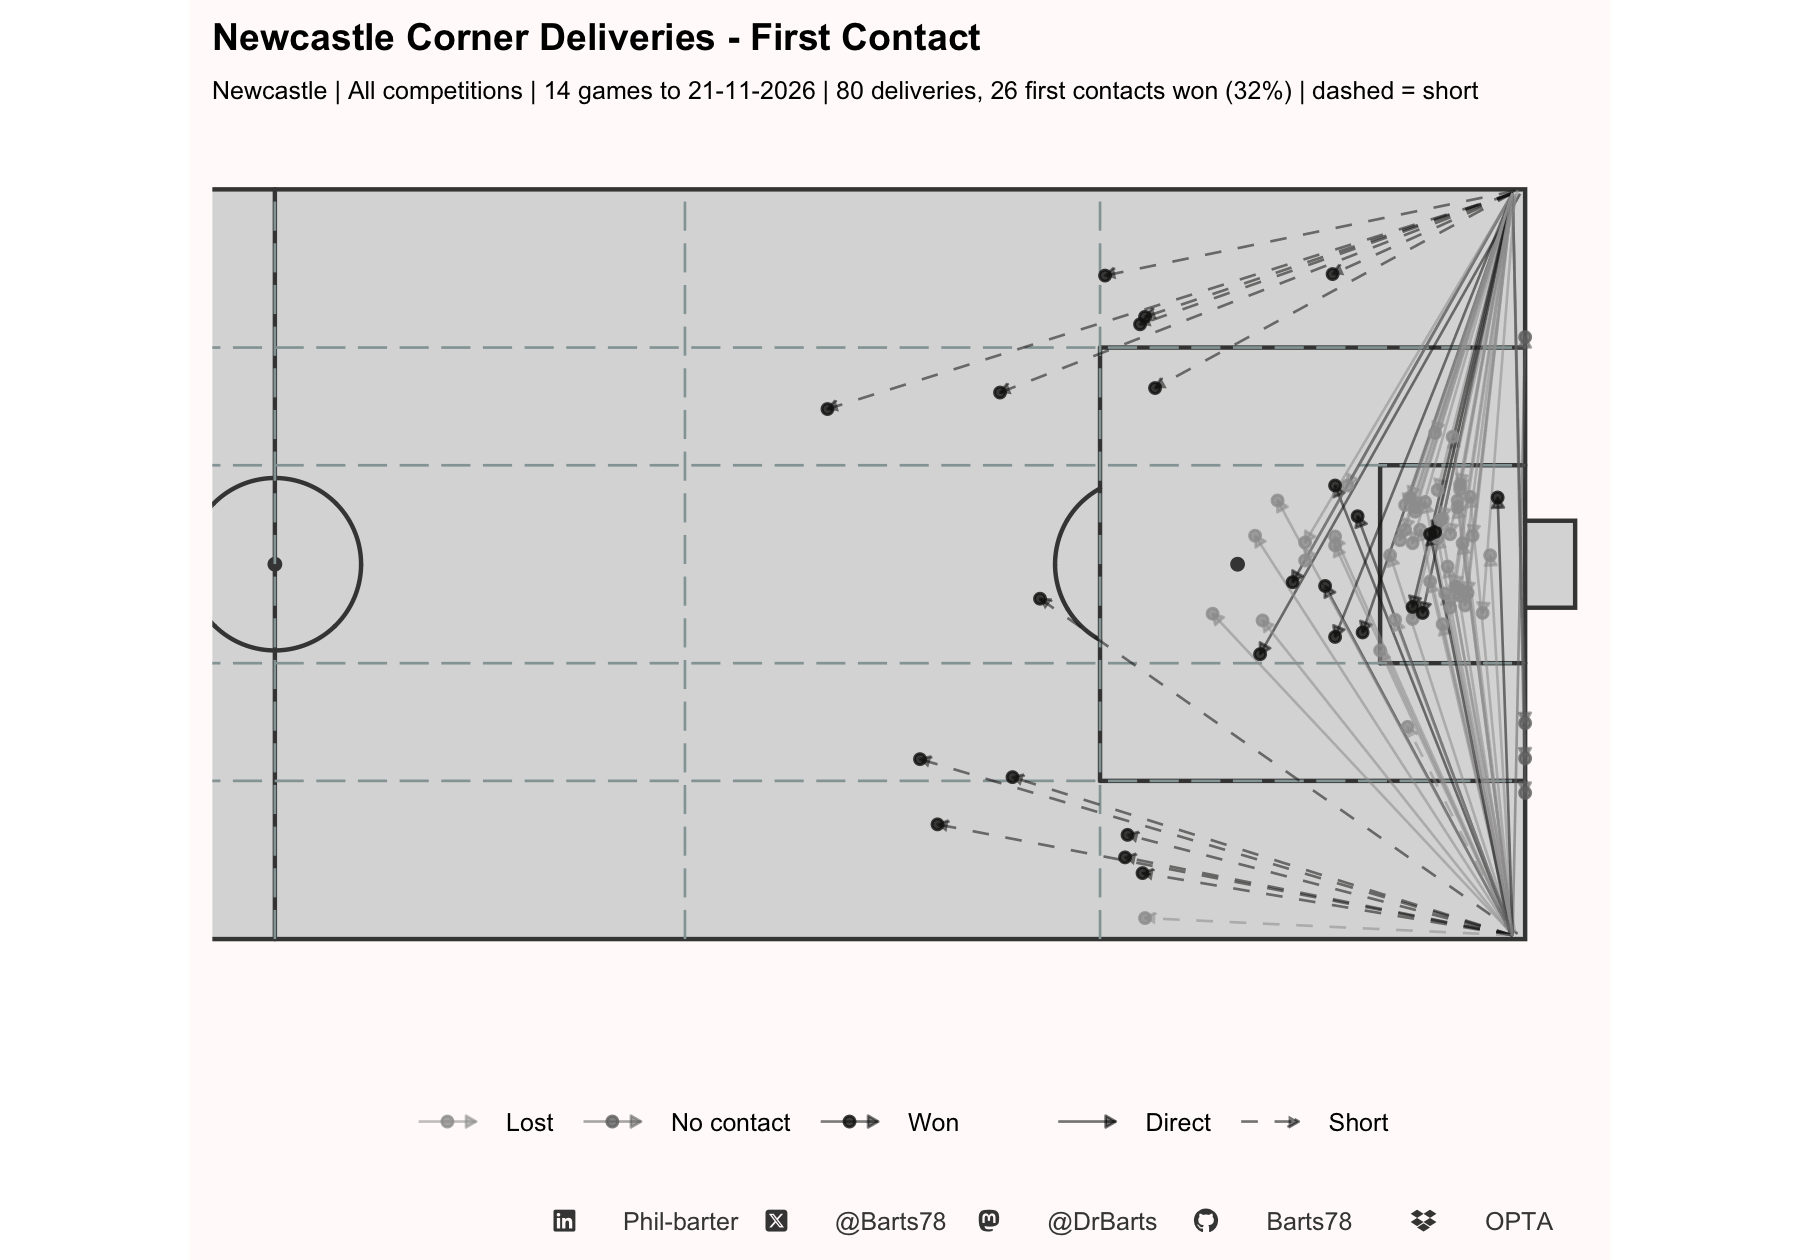 Newcastle Corner Deliveries - First Contact
Newcastle | All competitions | 14 games to 21-11-2026 | 80 deliveries, 26 first contacts won (32%) | dashed = short
Lost No contact Won Direct Short
Phil-barter @Barts78 @DrBarts Barts78 OPTA